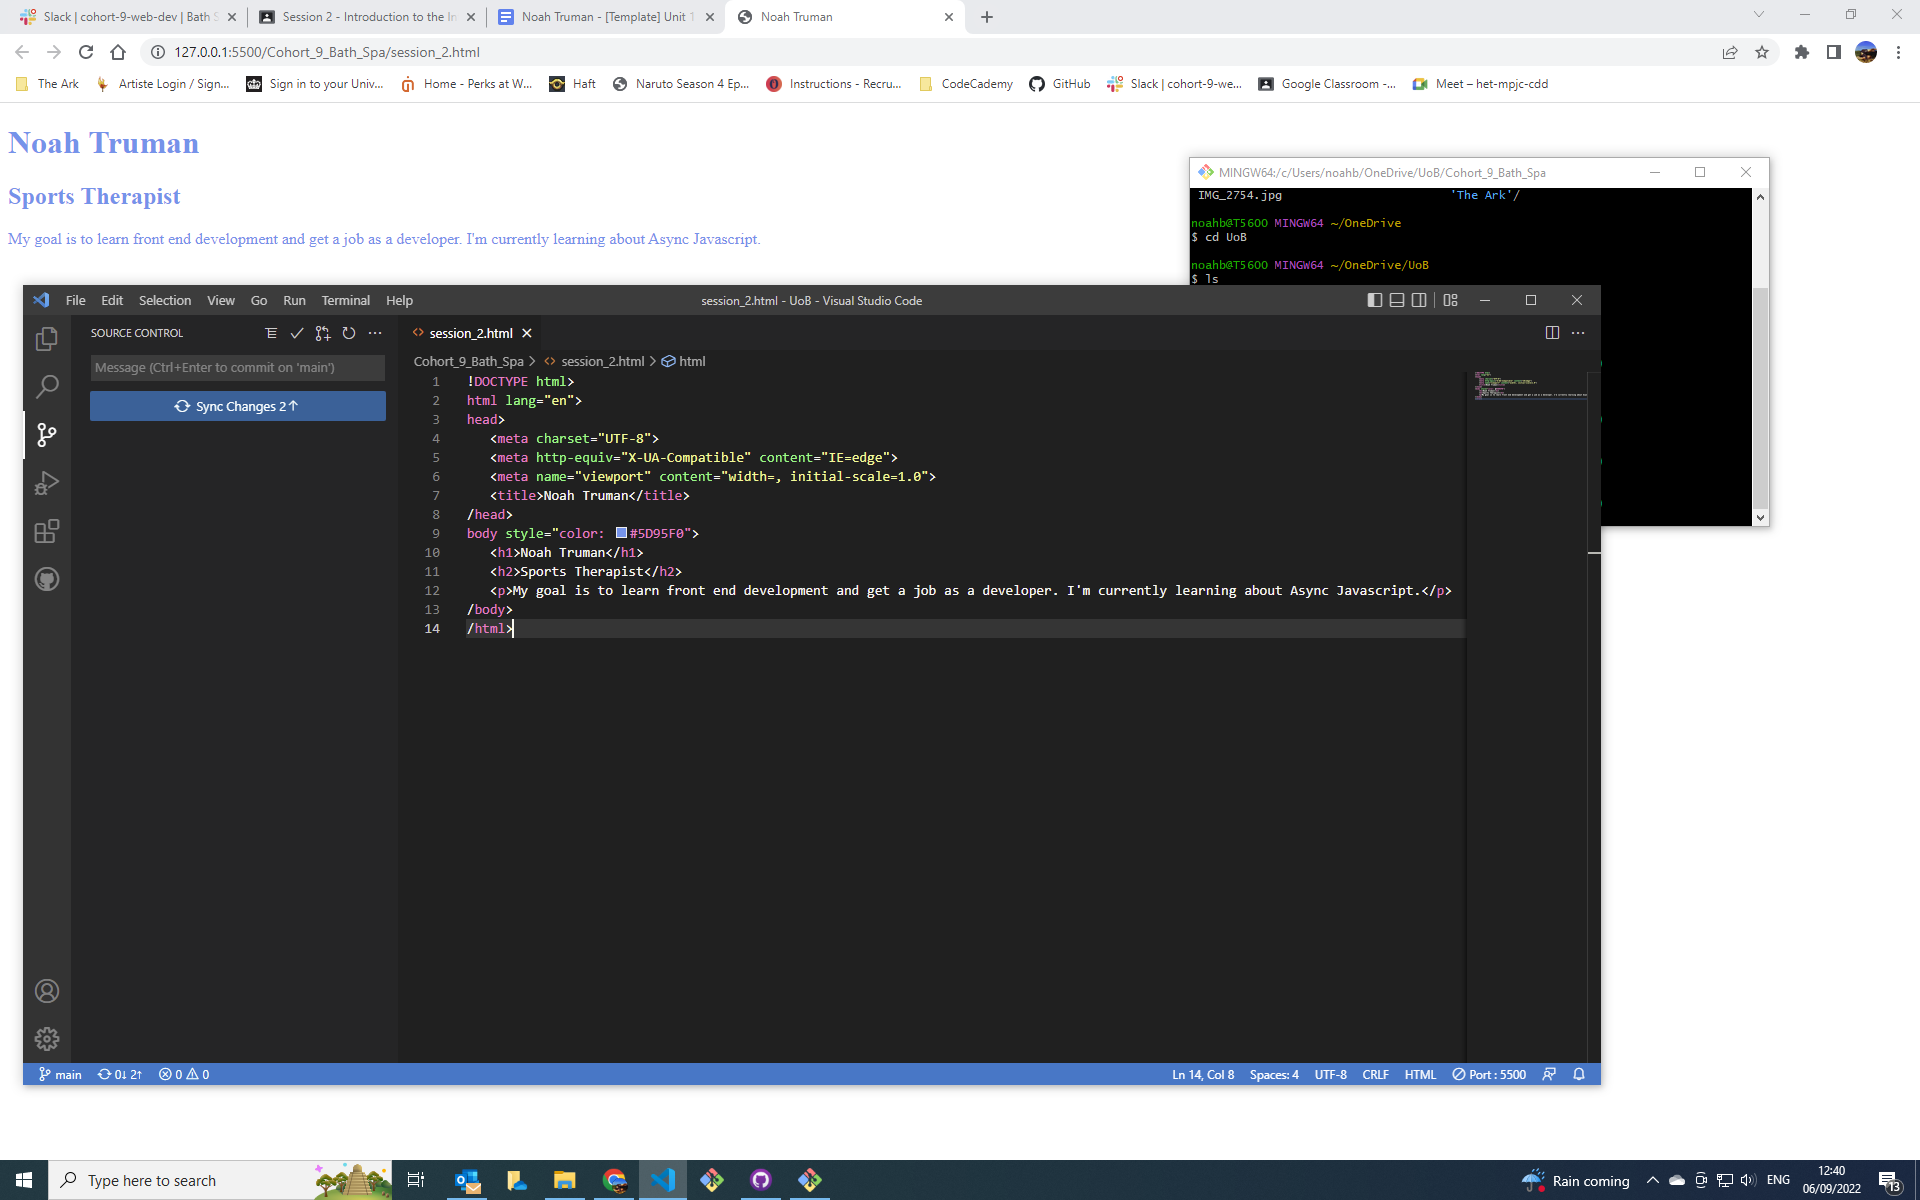 Slack | cohort-9-web-dev | Bath S
Session 2 - Introduction to the In
Noah Truman - [Template] Unit 1
Noah Truman
127.0.0.1:5500/Cohort_9_Bath_Spa/session_2.html
The Ark
Artiste Login / Sign...
Sign in to your Univ...
Home - Perks at W...
Haft
Naruto Season 4 Ep...
Instructions - Recru...
CodeCademy
GitHub
Slack | cohort-9-we...
Google Classroom -...
Meet – het-mpjc-cdd
Noah Truman
Sports Therapist
My goal is to learn front end development and get a job as a developer. I'm currently learning about Async Javascript.
MINGW64:/c/Users/noahb/OneDrive/UoB/Cohort_9_Bath_Spa
IMG_2754.jpg 'The Ark'/
noahb@T5600 MINGW64 ~/OneDrive
$ cd UoB
noahb@T5600 MINGW64 ~/OneDrive/UoB
$ ls
File Edit Selection View Go Run Terminal Help
session_2.html - UoB - Visual Studio Code
SOURCE CONTROL
Message (Ctrl+Enter to commit on 'main')
Sync Changes 2↑
session_2.html
Cohort_9_Bath_Spa > session_2.html > html
1 !DOCTYPE html>
2 html lang="en">
3 head>
4 <meta charset="UTF-8">
5 <meta http-equiv="X-UA-Compatible" content="IE=edge">
6 <meta name="viewport" content="width=, initial-scale=1.0">
7 <title>Noah Truman</title>
8 /head>
9 body style="color: #5D95F0">
10 <h1>Noah Truman</h1>
11 <h2>Sports Therapist</h2>
12 <p>My goal is to learn front end development and get a job as a developer. I'm currently learning about Async Javascript.</p>
13 /body>
14 /html>
main 0↓ 2↑ 0 0
Ln 14, Col 8 Spaces: 4 UTF-8 CRLF HTML Port : 5500
Type here to search
Rain coming
ENG
12:40
06/09/2022
13